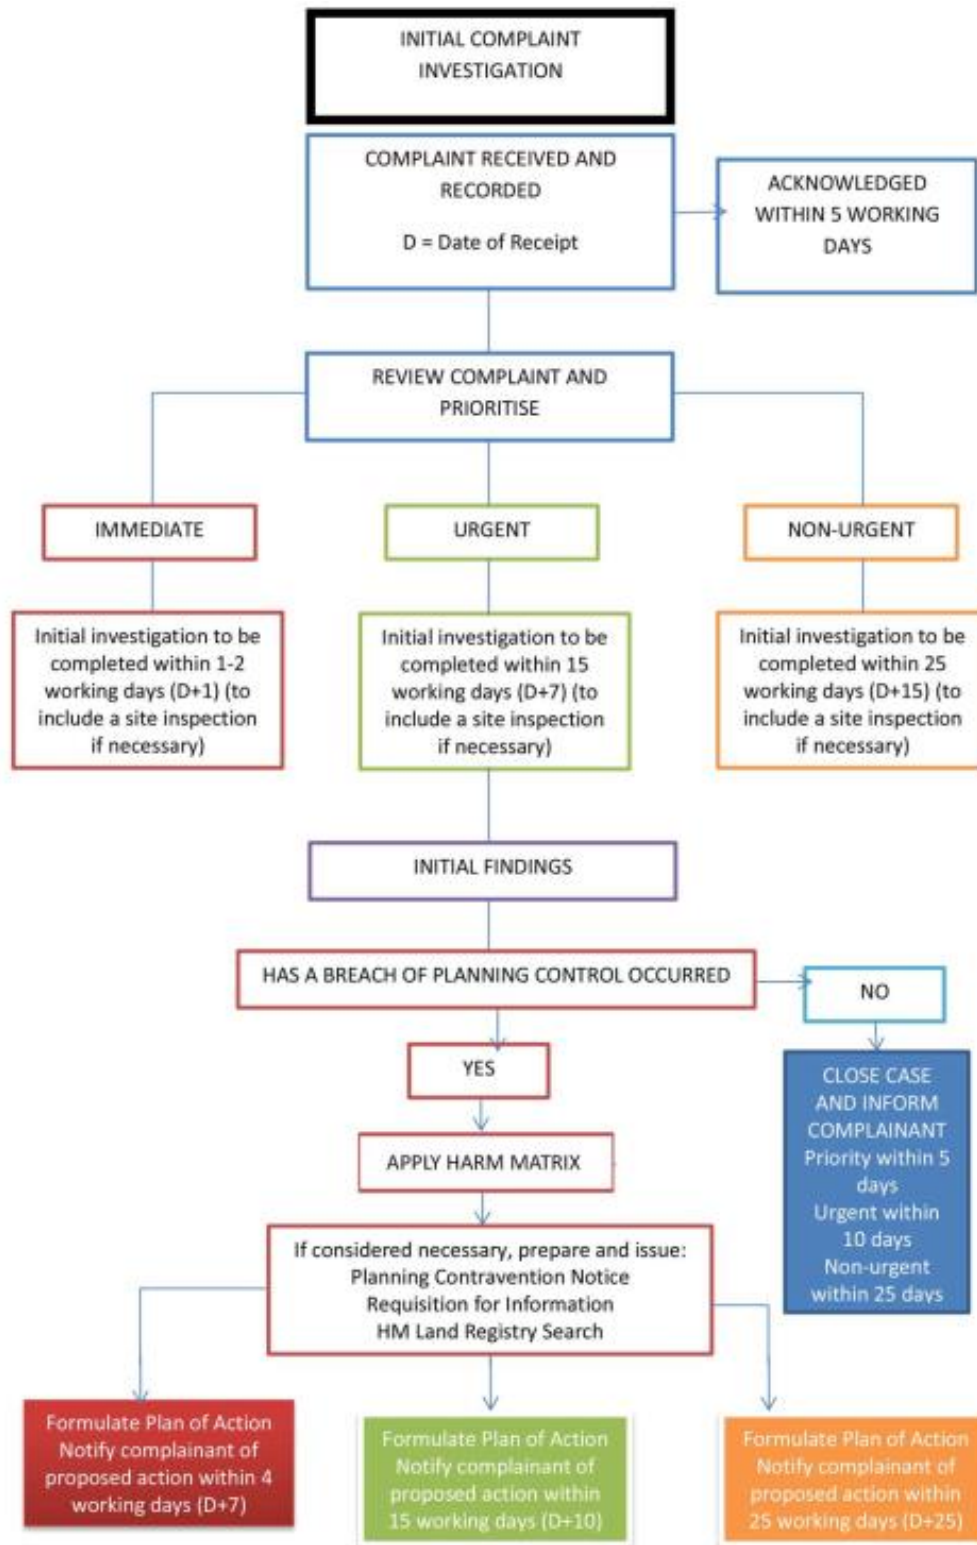 INITIAL COMPLAINT
INVESTIGATION
COMPLAINT RECEIVED AND
RECORDED
D = Date of Receipt
ACKNOWLEDGED
WITHIN 5 WORKING
DAYS
REVIEW COMPLAINT AND
PRIORITISE
IMMEDIATE
URGENT
NON-URGENT
Initial investigation to be
completed within 1-2
working days (D+1) (to
include a site inspection
if necessary)
Initial investigation to be
completed within 15
working days (D+7) (to
include a site inspection
if necessary)
Initial investigation to be
completed within 25
working days (D+15) (to
include a site inspection
if necessary)
INITIAL FINDINGS
HAS A BREACH OF PLANNING CONTROL OCCURRED
NO
YES
CLOSE CASE
AND INFORM
COMPLAINANT
Priority within 5
days
Urgent within
10 days
Non-urgent
within 25 days
APPLY HARM MATRIX
If considered necessary, prepare and issue:
Planning Contravention Notice
Requisition for Information
HM Land Registry Search
Formulate Plan of Action
Notify complainant of
proposed action within 4
working days (D+7)
Formulate Plan of Action
Notify complainant of
proposed action within
15 working days (D+10)
Formulate Plan of Action
Notify complainant of
proposed action within
25 working days (D+25)